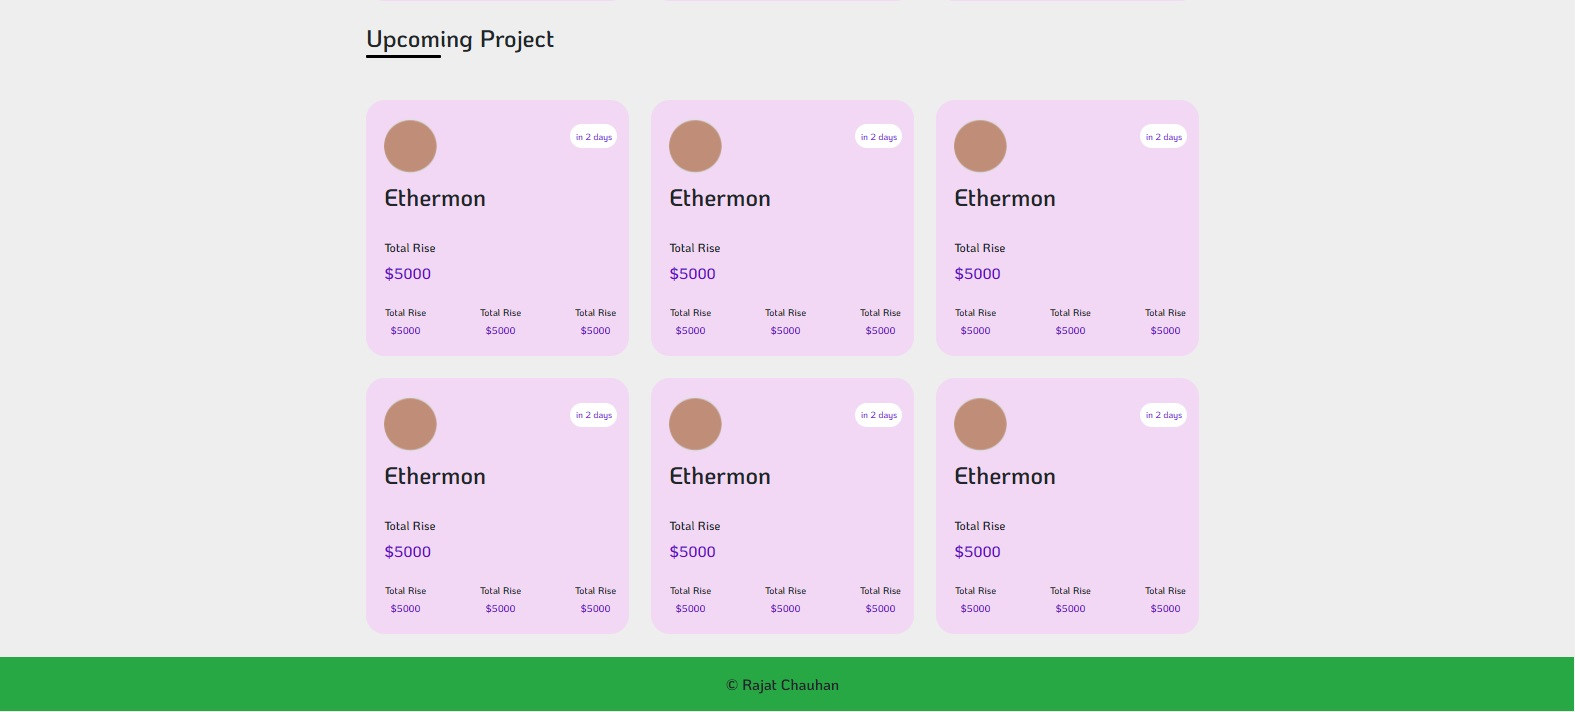 Upcoming Project
in 2 days in 2 days in 2 days
Ethermon Ethermon Ethermon
Total Rise Total Rise Total Rise
$5000 $5000 $5000
Total Rise Total Rise Total Rise Total Rise Total Rise Total Rise Total Rise Total Rise Total Rise
$5000 $5000 $5000 $5000 $5000 $5000 $5000 $5000 $5000
in 2 days in 2 days in 2 days
Ethermon Ethermon Ethermon
Total Rise Total Rise Total Rise
$5000 $5000 $5000
Total Rise Total Rise Total Rise Total Rise Total Rise Total Rise Total Rise Total Rise Total Rise
$5000 $5000 $5000 $5000 $5000 $5000 $5000 $5000 $5000
© Rajat Chauhan